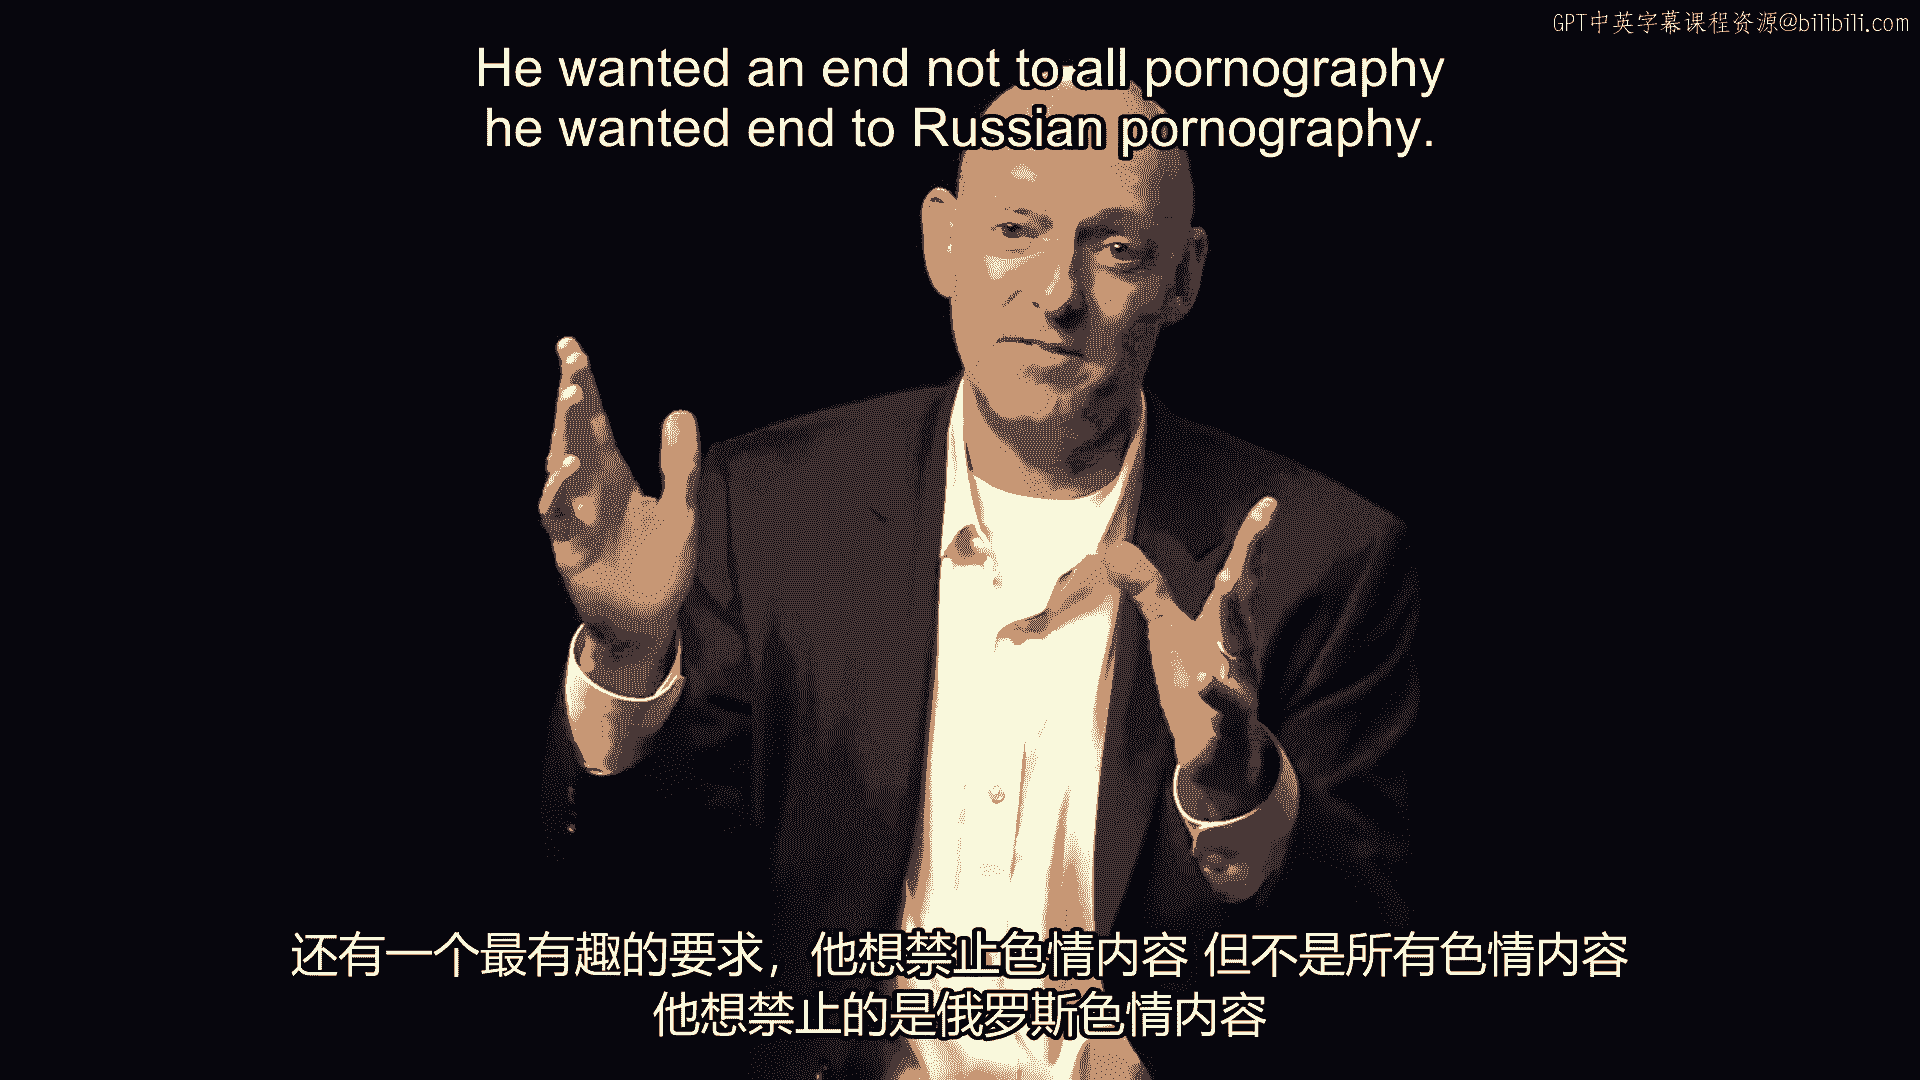 GPT中英字幕课程资源@bilibili.com
He wanted an end not to all pornography
he wanted end to Russian pornography.
还有一个最有趣的要求，他想禁止色情内容 但不是所有色情内容
他想禁止的是俄罗斯色情内容